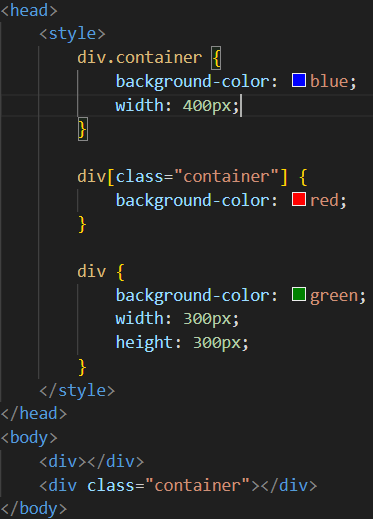 <head>
    <style>
        div.container {
            background-color: blue;
            width: 400px;
        }

        div[class="container"] {
            background-color: red;
        }

        div {
            background-color: green;
            width: 300px;
            height: 300px;
        }
    </style>
</head>
<body>
    <div></div>
    <div class="container"></div>
</body>